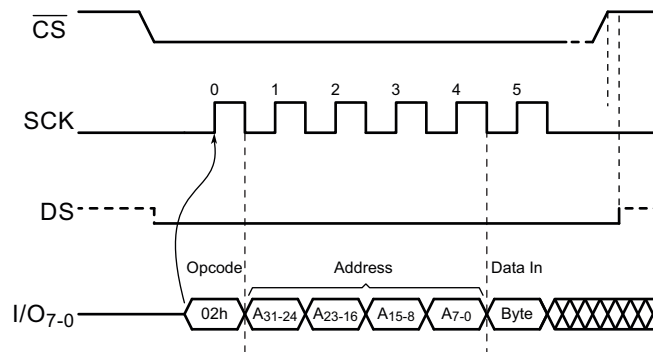 CS
0 1 2 3 4 5
SCK
DS
Opcode Address Data In
I/O7-0 02h A31-24 A23-16 A15-8 A7-0 Byte